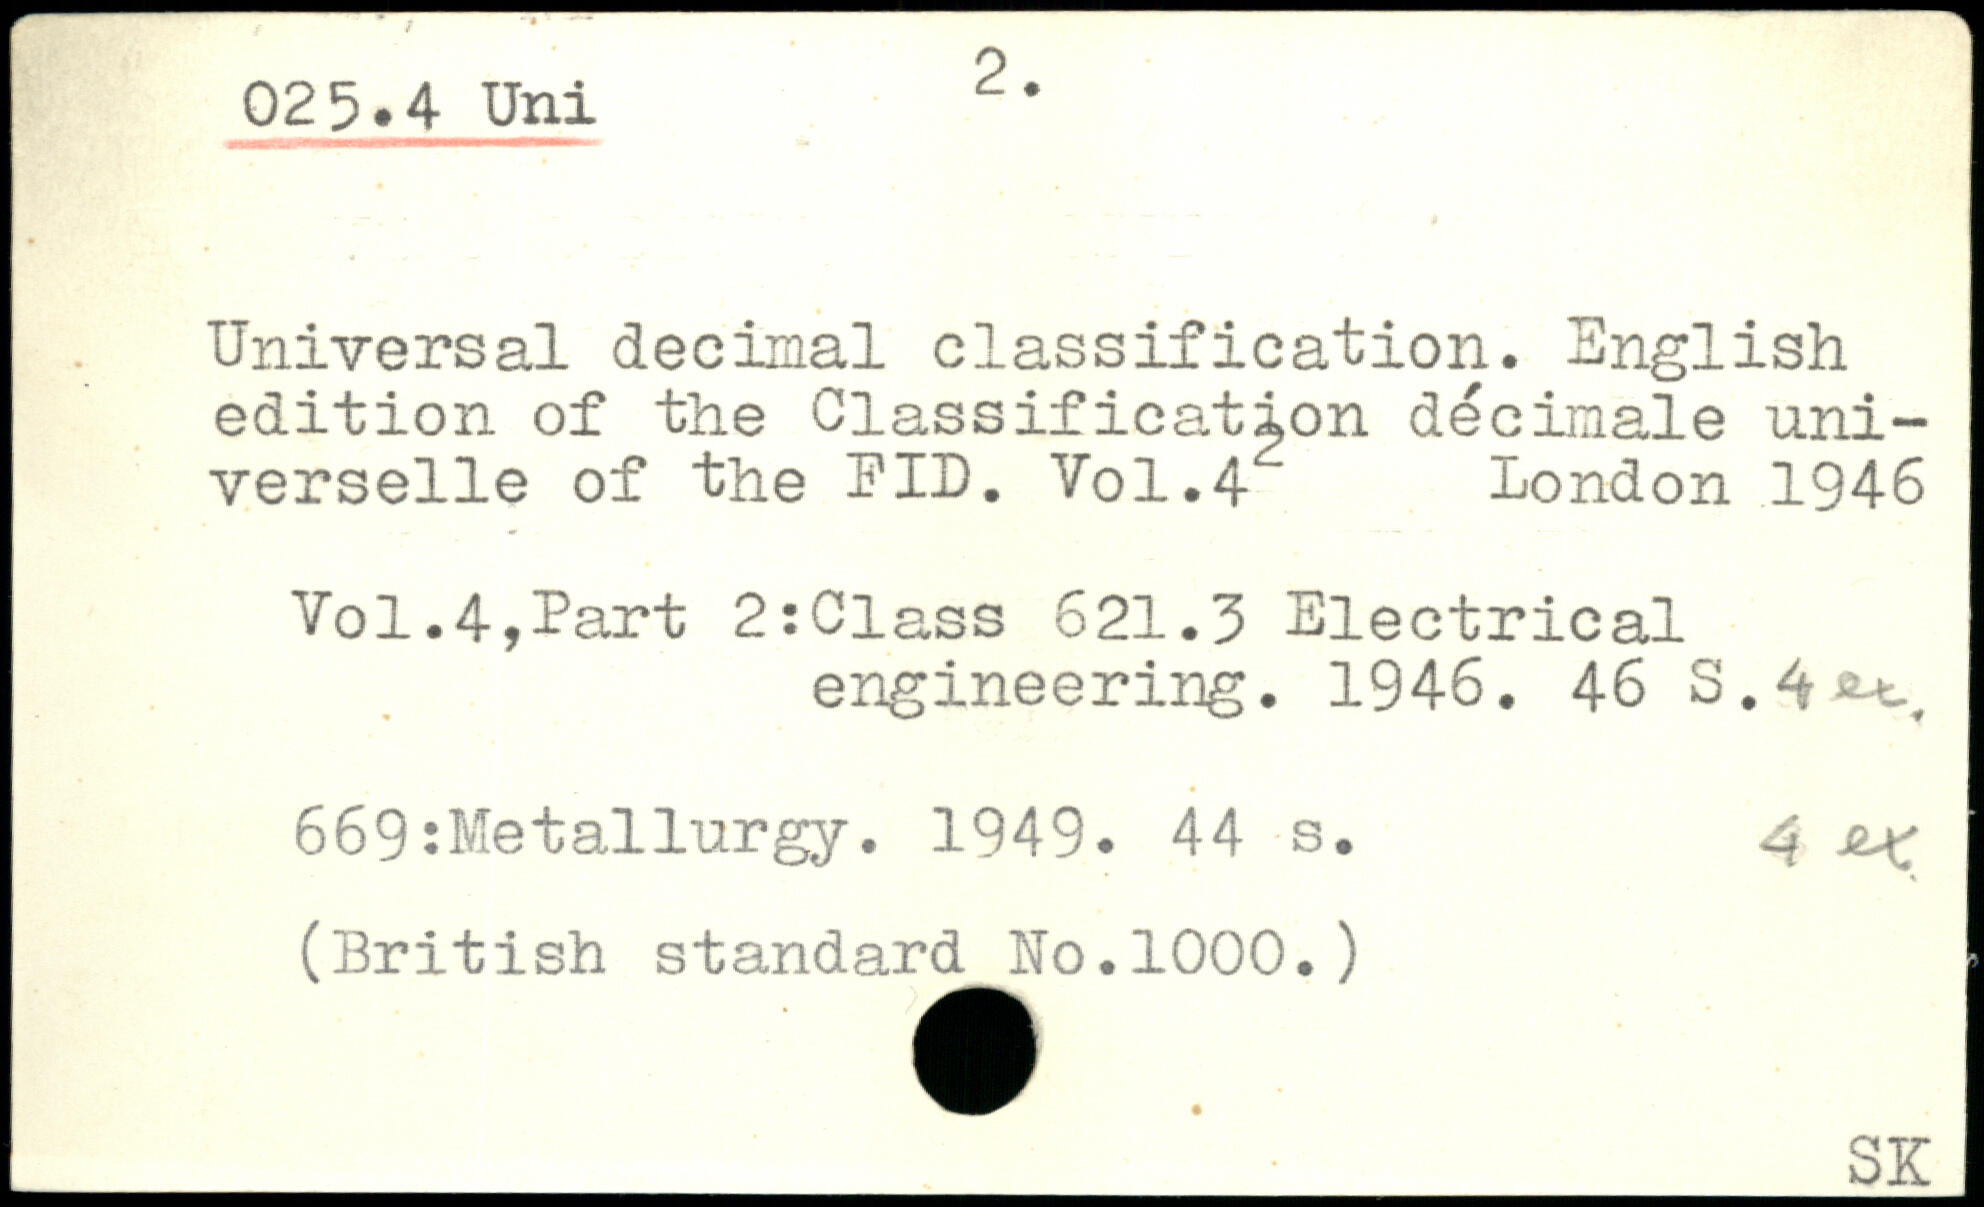 025.4 Uni
2.
Universal decimal classification. English
edition of the Classification décimale uni-
verselle of the FID. Vol.4² London 1946
Vol.4,Part 2:Class 621.3 Electrical
engineering. 1946. 46 S. 4 ex.
669:Metallurgy. 1949. 44 s. 4 ex.
(British standard No.1000.)
SK